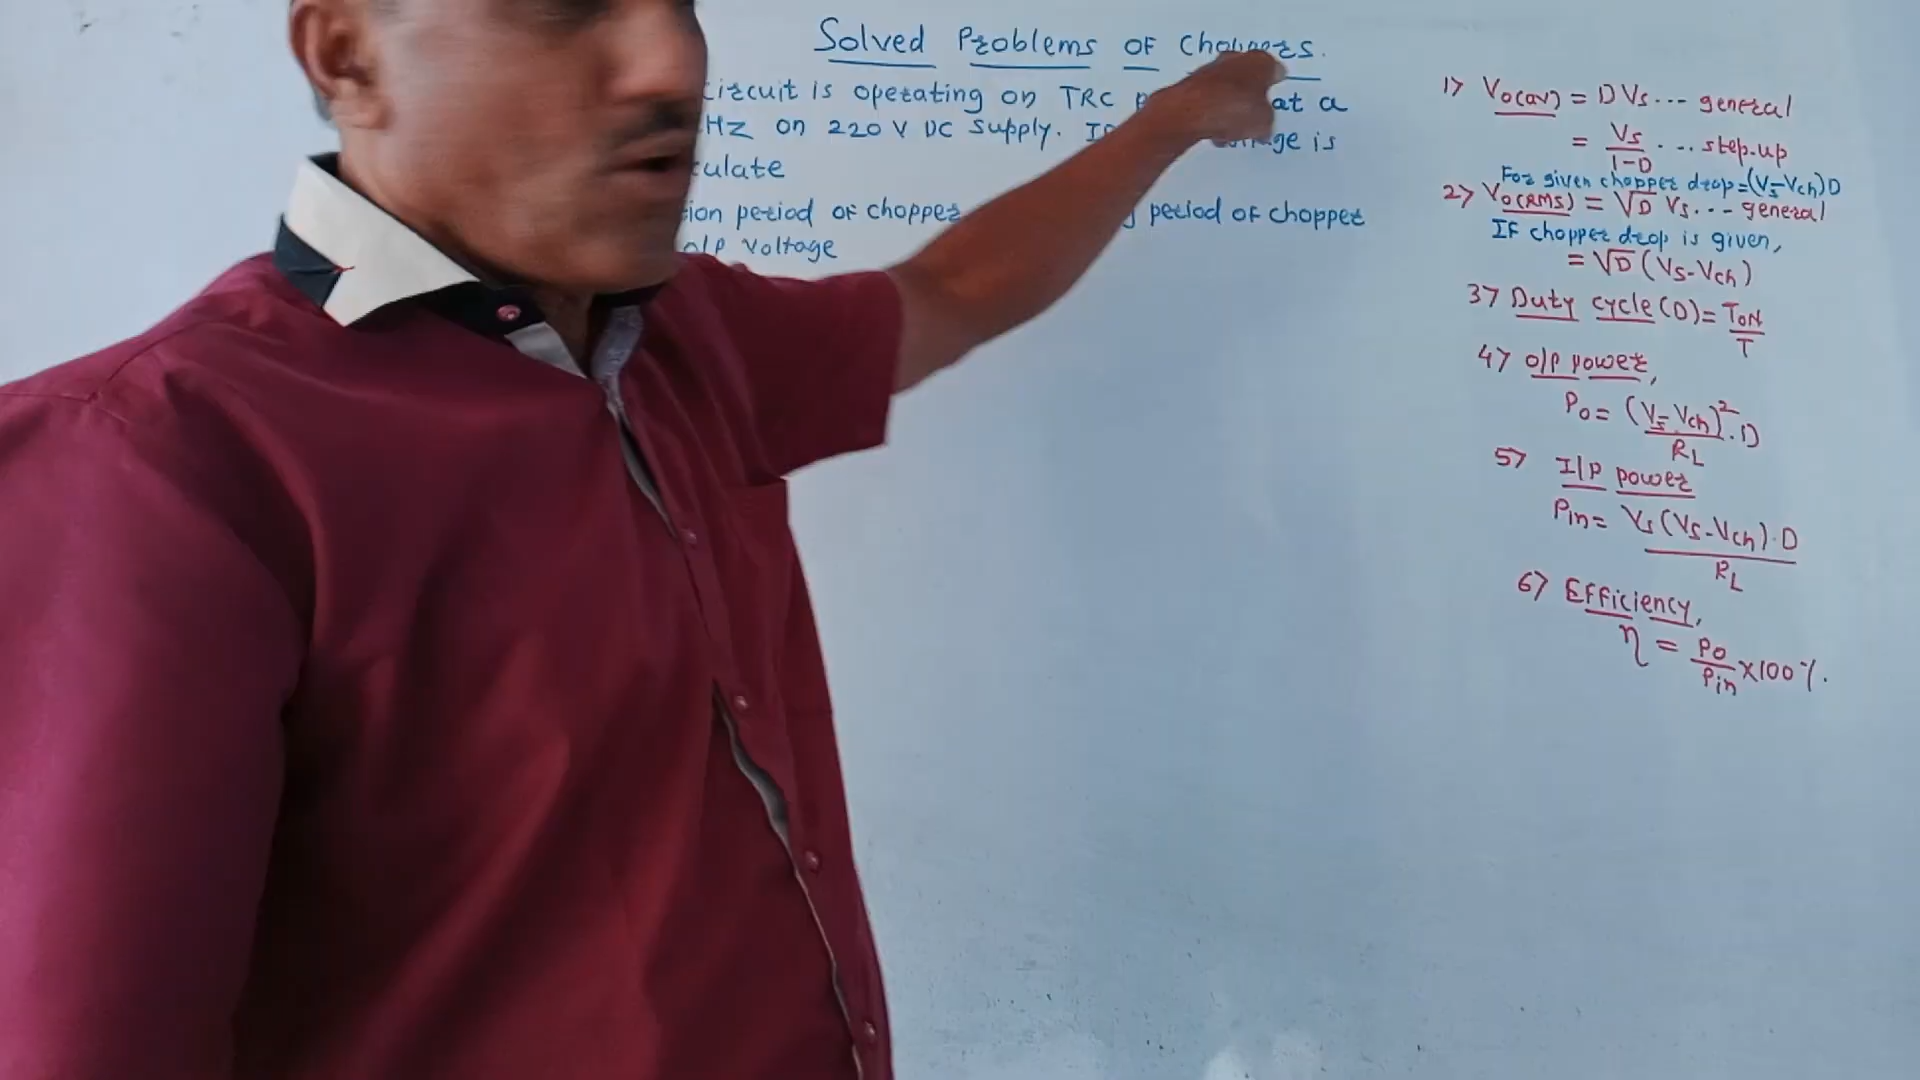 Solved Problems OF Choppers.
circuit is operating on TRC at a
HZ on 220 V DC supply. is
culate
period of chopper period of chopper
o/p voltage
1) Vo(av) = DVs... general
= Vs/1-D ... step-up
For given chopper drop=(Vs-Vch)D
2) Vo(RMS) = √D Vs... general
IF chopper drop is given,
= √D (Vs-Vch)
3) Duty cycle(D)= TON/T
4) o/p power,
Po= (Vs-Vch)²/RL .D
5) I/P power
Pin= Vs(Vs-Vch).D/RL
6) Efficiency,
η = Po/Pin ×100%.